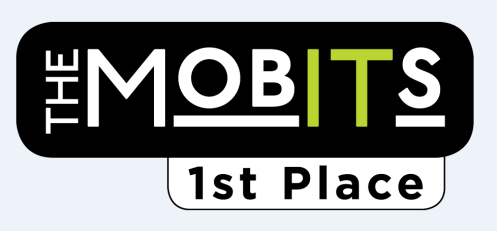 THE MOBITS
1st Place